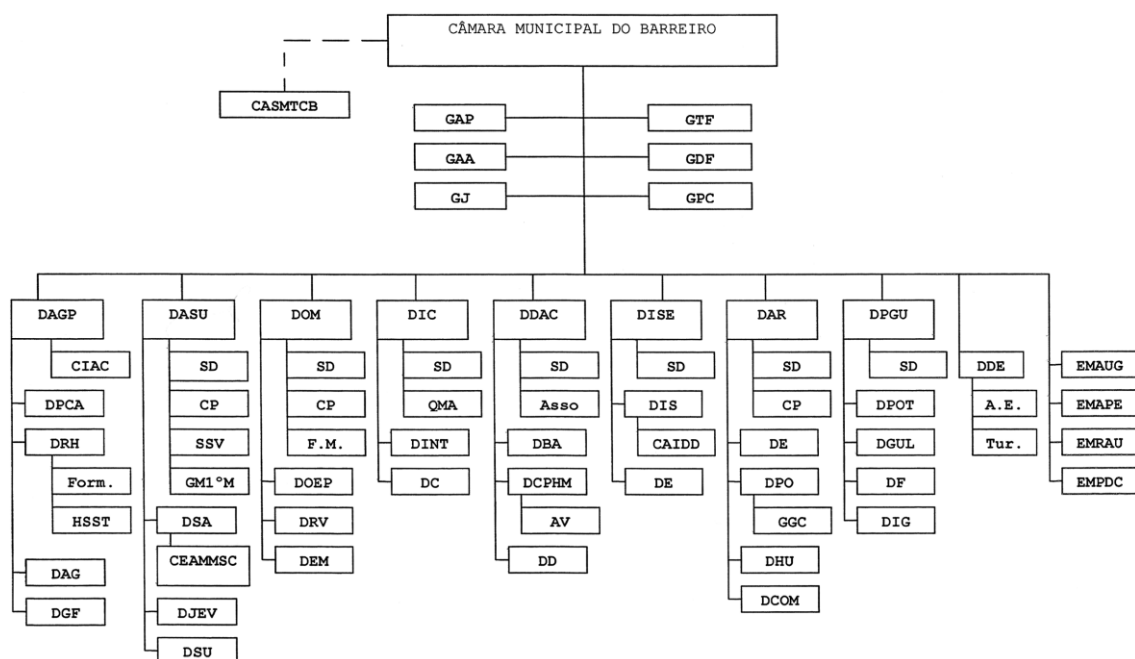 CÂMARA MUNICIPAL DO BARREIRO
CASMTCB
GAP GTF
GAA GDF
GJ GPC
DAGP DASU DOM DIC DDAC DISE DAR DPGU
CIAC SD SD SD SD SD SD SD DDE EMAUG
DPCA CP CP QMA Asso DIS CP DPOT A.E. EMAPE
DRH SSV F.M. DINT DBA CAIDD DE DGUL Tur. EMRAU
Form. GM1ºM DOEP DC DCPHM DE DPO DF EMPDC
HSST DSA DRV AV GGC DIG
CEAMMSC DEM DD DHU
DAG
DCOM
DGF DJEV
DSU